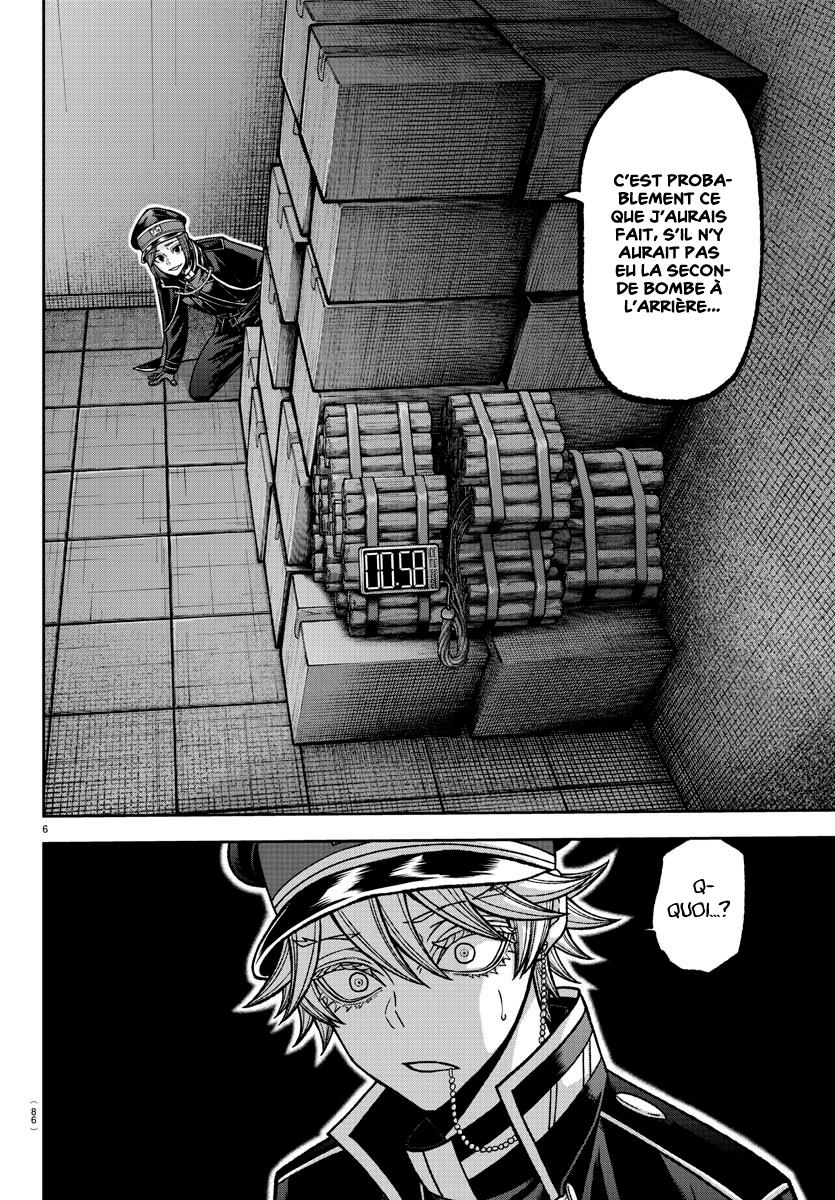 C'EST PROBA-
BLEMENT CE
QUE J'AURAIS
FAIT, S'IL N'Y
AURAIT PAS
EU LA SECON-
DE BOMBE À
L'ARRIÈRE...
00:58
6
Q-
QUOI...?
(86)